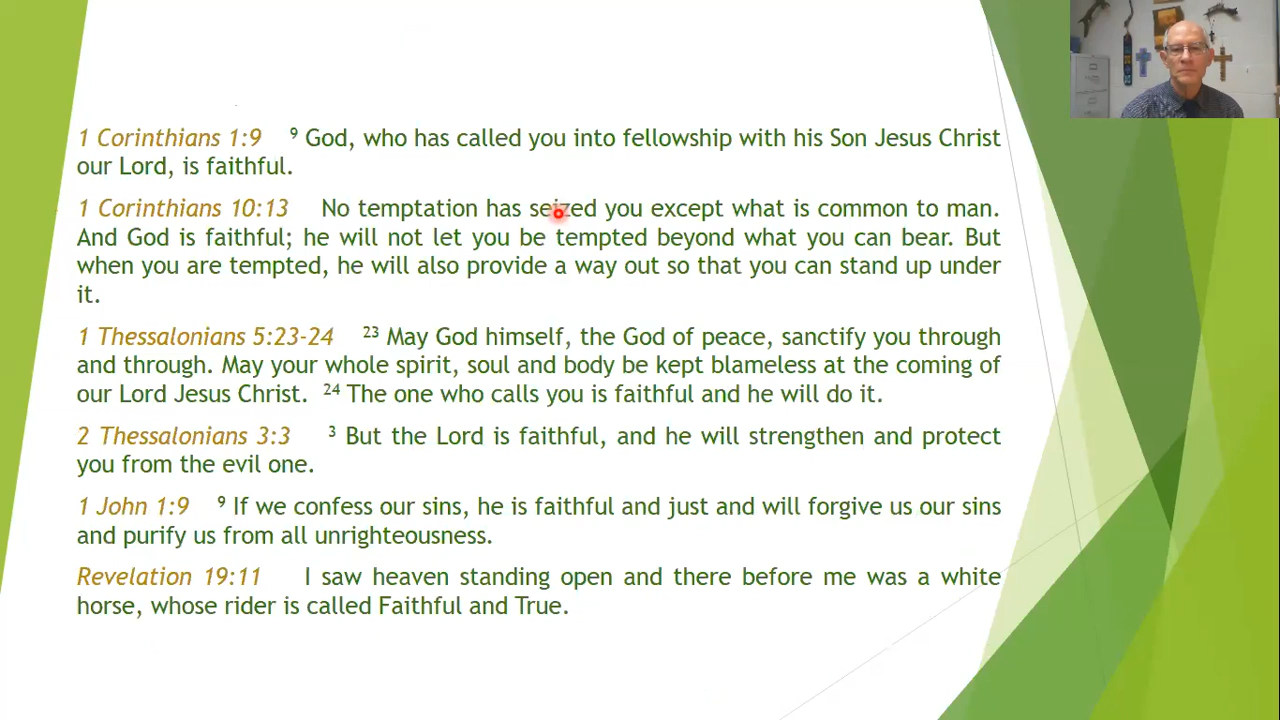 1 Corinthians 1:9 ⁹ God, who has called you into fellowship with his Son Jesus Christ
our Lord, is faithful.
1 Corinthians 10:13 No temptation has seized you except what is common to man.
And God is faithful; he will not let you be tempted beyond what you can bear. But
when you are tempted, he will also provide a way out so that you can stand up under
it.
1 Thessalonians 5:23-24 ²³ May God himself, the God of peace, sanctify you through
and through. May your whole spirit, soul and body be kept blameless at the coming of
our Lord Jesus Christ. ²⁴ The one who calls you is faithful and he will do it.
2 Thessalonians 3:3 ³ But the Lord is faithful, and he will strengthen and protect
you from the evil one.
1 John 1:9 ⁹ If we confess our sins, he is faithful and just and will forgive us our sins
and purify us from all unrighteousness.
Revelation 19:11 I saw heaven standing open and there before me was a white
horse, whose rider is called Faithful and True.